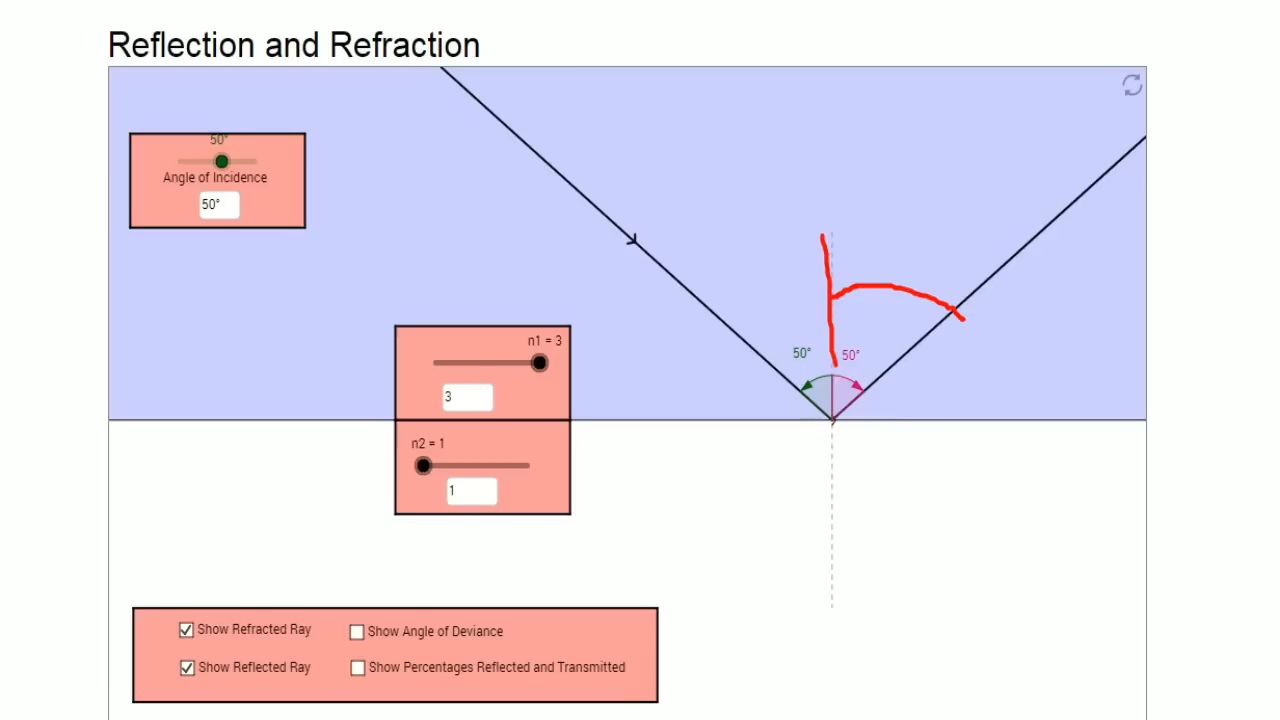 Reflection and Refraction
50°
Angle of Incidence
50°
n1 = 3
3
50°
50°
n2 = 1
1
Show Refracted Ray
Show Angle of Deviance
Show Reflected Ray
Show Percentages Reflected and Transmitted